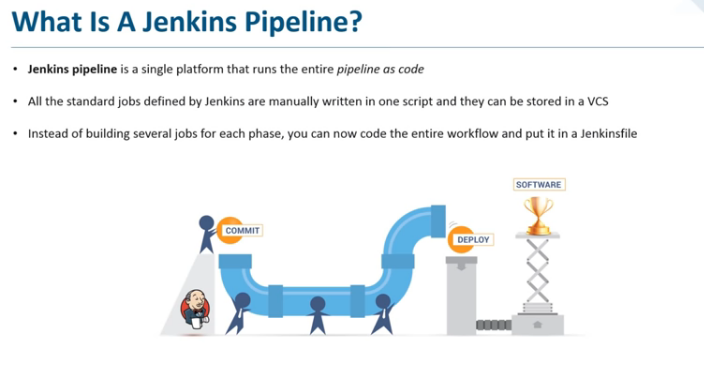 What Is A Jenkins Pipeline?
• Jenkins pipeline is a single platform that runs the entire pipeline as code
• All the standard jobs defined by Jenkins are manually written in one script and they can be stored in a VCS
• Instead of building several jobs for each phase, you can now code the entire workflow and put it in a Jenkinsfile
SOFTWARE
COMMIT
DEPLOY